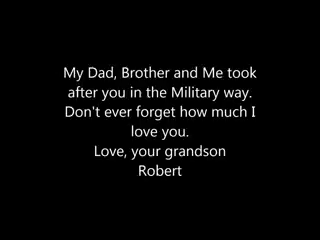 My Dad, Brother and Me took
after you in the Military way.
Don't ever forget how much I
love you.
Love, your grandson
Robert